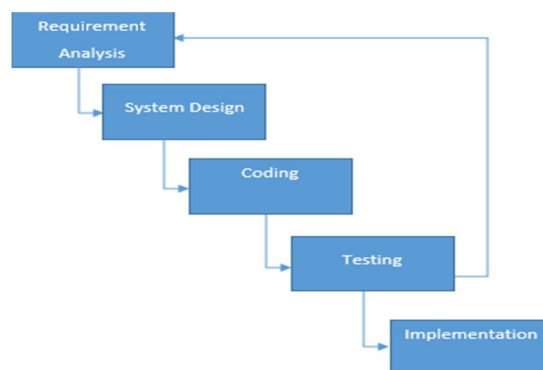 Requirement
Analysis
System Design
Coding
Testing
Implementation